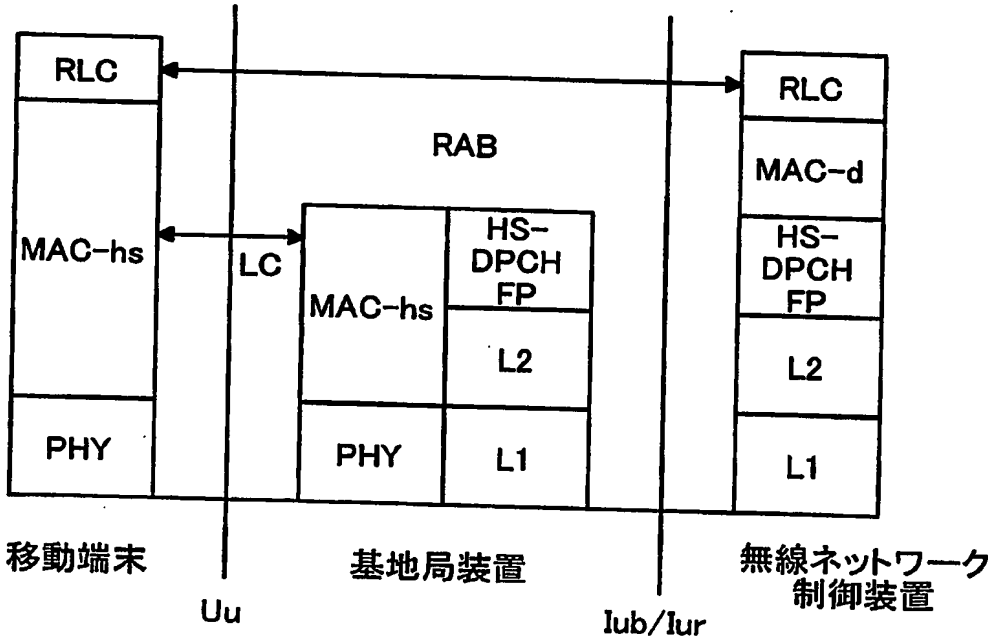 RLC
MAC-hs
PHY
LC
RAB
MAC-hs
PHY
HS-
DPCH
FP
L2
L1
RLC
MAC-d
HS-
DPCH
FP
L2
L1
移動端末
基地局装置
無線ネットワーク
制御装置
Uu
Iub/Iur